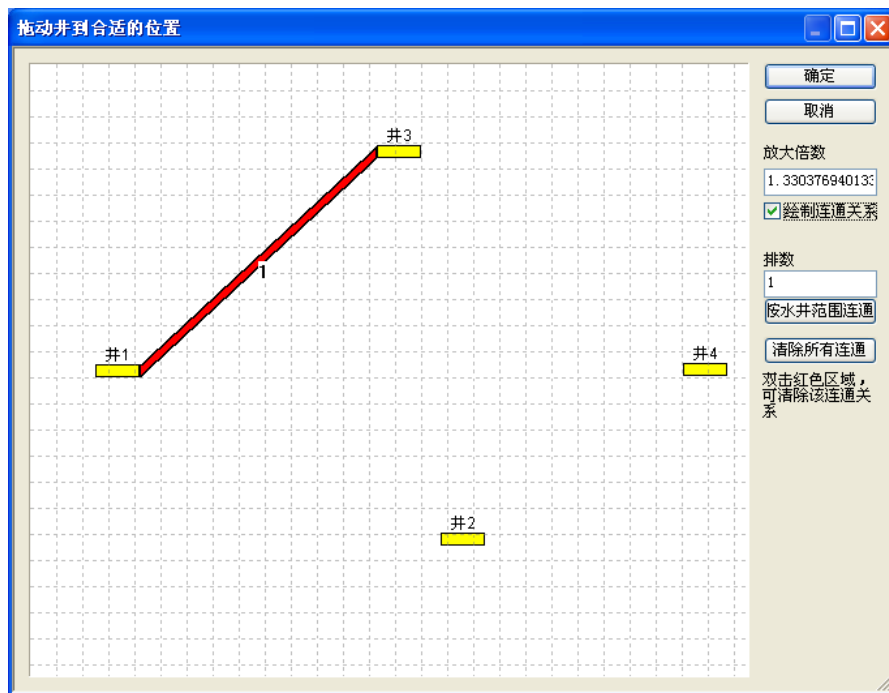 拖动井到合适的位置
确定
取消
井3
放大倍数
1.330376940133
绘制连通关系
排数
1
1
按水井范围连通
井1
井4
清除所有连通
双击红色区域，
可清除该连通关
系
井2